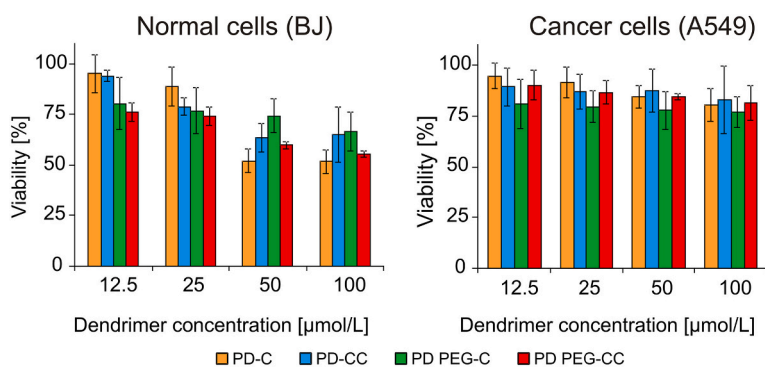 Normal cells (BJ)
Viability [%]
100
75
50
25
0
12.5 25 50 100
Dendrimer concentration [µmol/L]
Cancer cells (A549)
Viability [%]
100
75
50
25
0
12.5 25 50 100
Dendrimer concentration [µmol/L]
PD-C PD-CC PD PEG-C PD PEG-CC